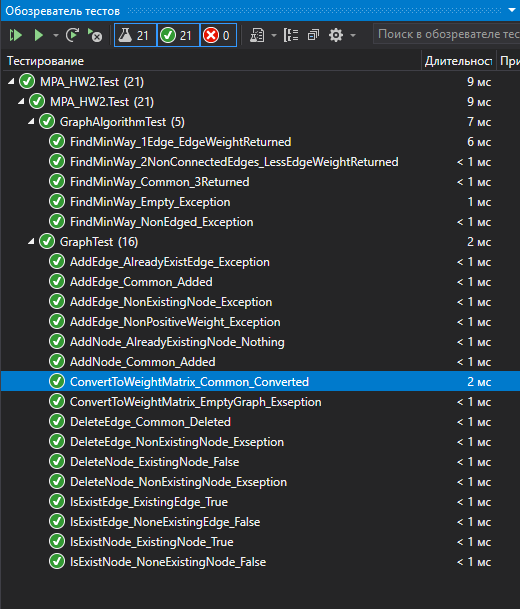 Обозреватель тестов
21 21 0 Поиск в обозревателе тес
Тестирование Длительност При
MPA_HW2.Test (21) 9 мс
MPA_HW2.Test (21) 9 мс
GraphAlgorithmTest (5) 7 мс
FindMinWay_1Edge_EdgeWeightReturned 6 мс
FindMinWay_2NonConnectedEdges_LessEdgeWeightReturned < 1 мс
FindMinWay_Common_3Returned < 1 мс
FindMinWay_Empty_Exception 1 мс
FindMinWay_NonEdged_Exception < 1 мс
GraphTest (16) 2 мс
AddEdge_AlreadyExistEdge_Exception < 1 мс
AddEdge_Common_Added < 1 мс
AddEdge_NonExistingNode_Exception < 1 мс
AddEdge_NonPositiveWeight_Exception < 1 мс
AddNode_AlreadyExistingNode_Nothing < 1 мс
AddNode_Common_Added < 1 мс
ConvertToWeightMatrix_Common_Converted 2 мс
ConvertToWeightMatrix_EmptyGraph_Exseption < 1 мс
DeleteEdge_Common_Deleted < 1 мс
DeleteEdge_NonExistingNode_Exseption < 1 мс
DeleteNode_ExistingNode_False < 1 мс
DeleteNode_NonExistingNode_Exseption < 1 мс
IsExistEdge_ExistingEdge_True < 1 мс
IsExistEdge_NoneExistingEdge_False < 1 мс
IsExistNode_ExistingNode_True < 1 мс
IsExistNode_NoneExistingNode_False < 1 мс